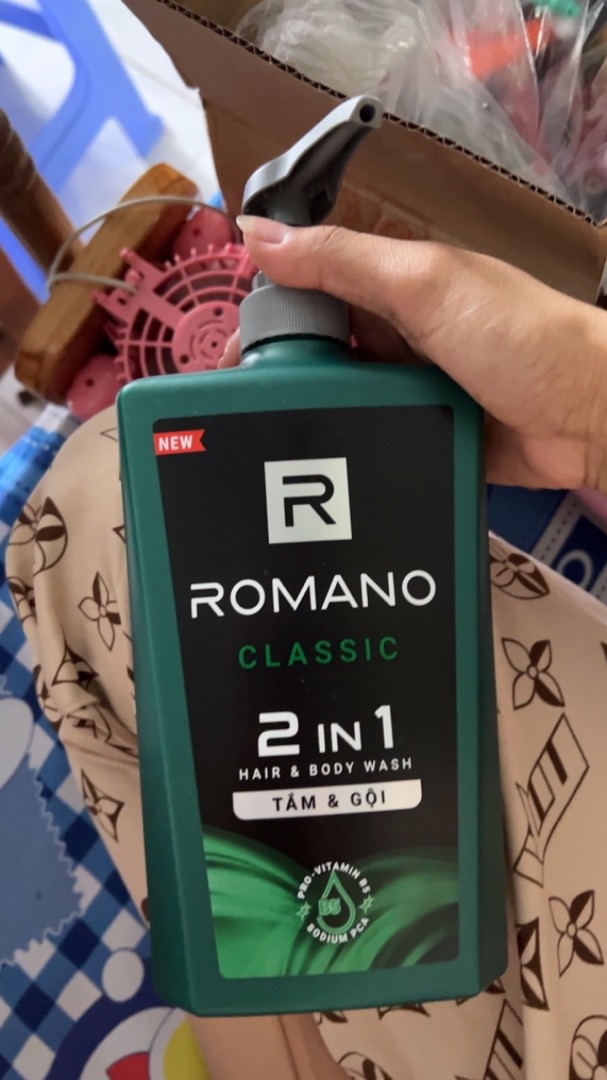 NEW
R
ROMANO
CLASSIC
2 IN 1
HAIR & BODY WASH
TẮM & GỘI
PRO-VITAMIN B5
B5
SODIUM PCA